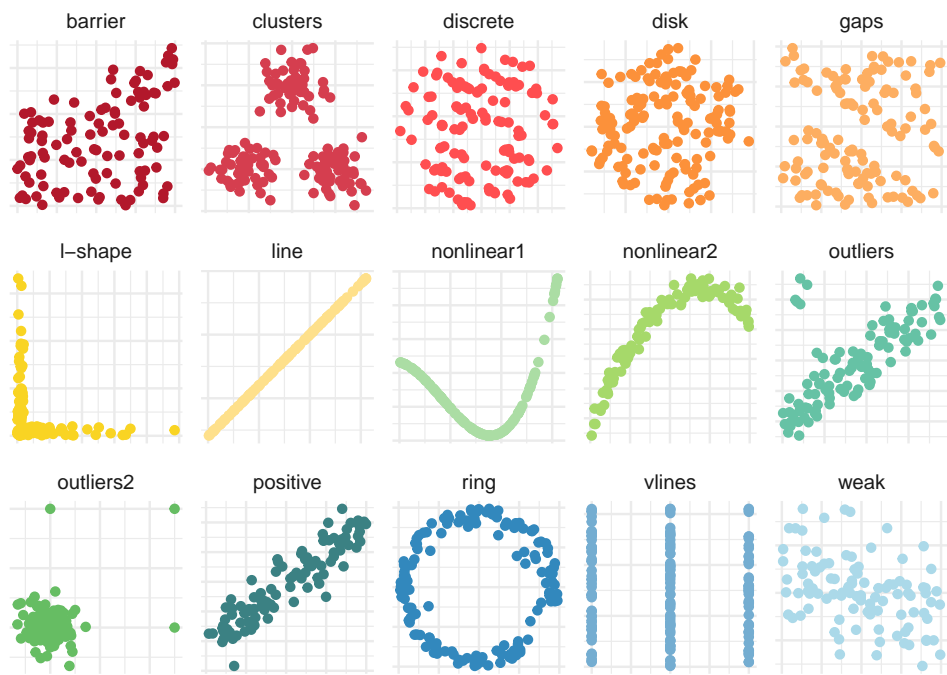 barrier clusters discrete disk gaps
l−shape line nonlinear1 nonlinear2 outliers
outliers2 positive ring vlines weak